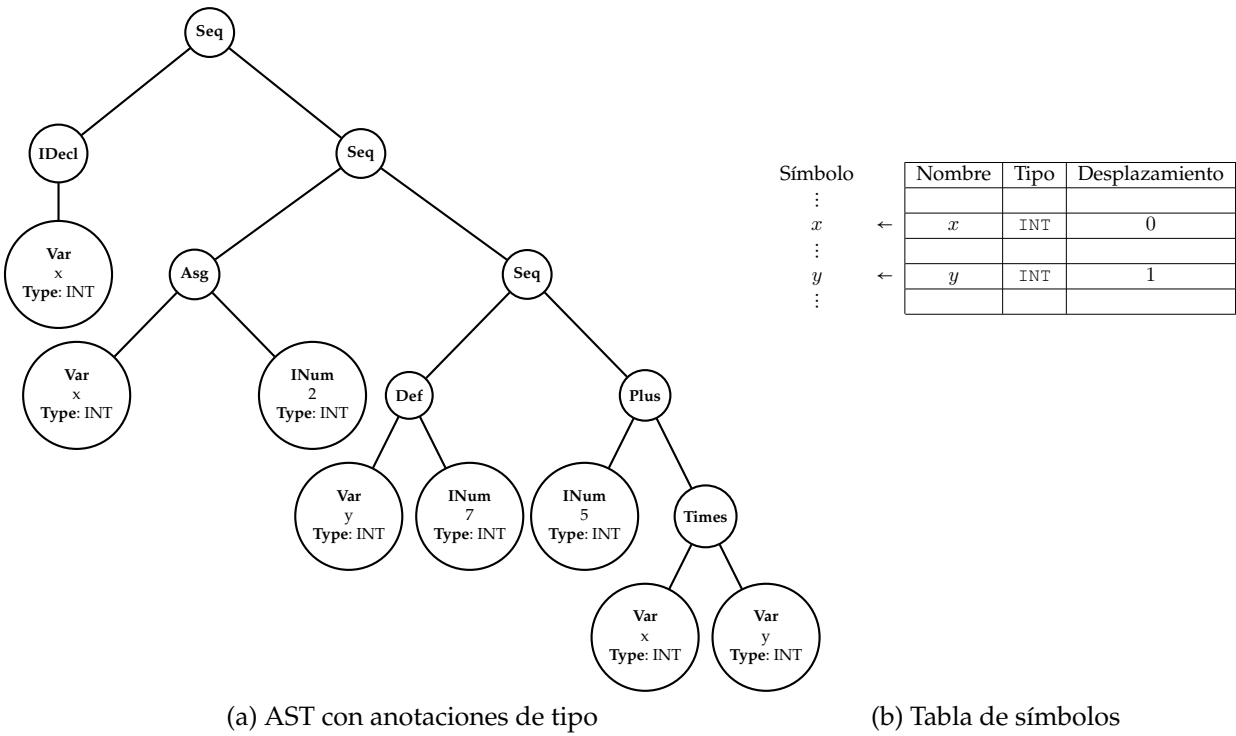 Seq
IDecl
Seq
Var
x
Type: INT
Asg
Seq
Var
x
Type: INT
INum
2
Type: INT
Def
Plus
Var
y
Type: INT
INum
7
Type: INT
INum
5
Type: INT
Times
Var
x
Type: INT
Var
y
Type: INT
(a) AST con anotaciones de tipo
Símbolo Nombre Tipo Desplazamiento
⋮
x ← x INT 0
⋮
y ← y INT 1
⋮
(b) Tabla de símbolos